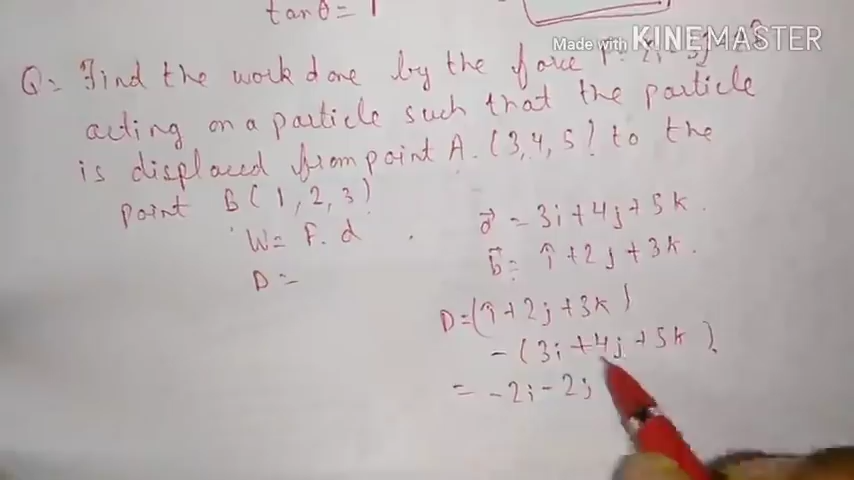 tanθ = 1
Made with KINEMASTER
Q= Find the work done by the force
acting on a particle such that the particle
is displaced from point A. (3, 4, 5) to the
point B( 1, 2, 3)
W= F. d
D =
a⃗ = 3i+4j+5k.
b⃗ = î+2j+3k.
D=(î+2j+3k)
-(3i+4j+5k).
= -2i-2j